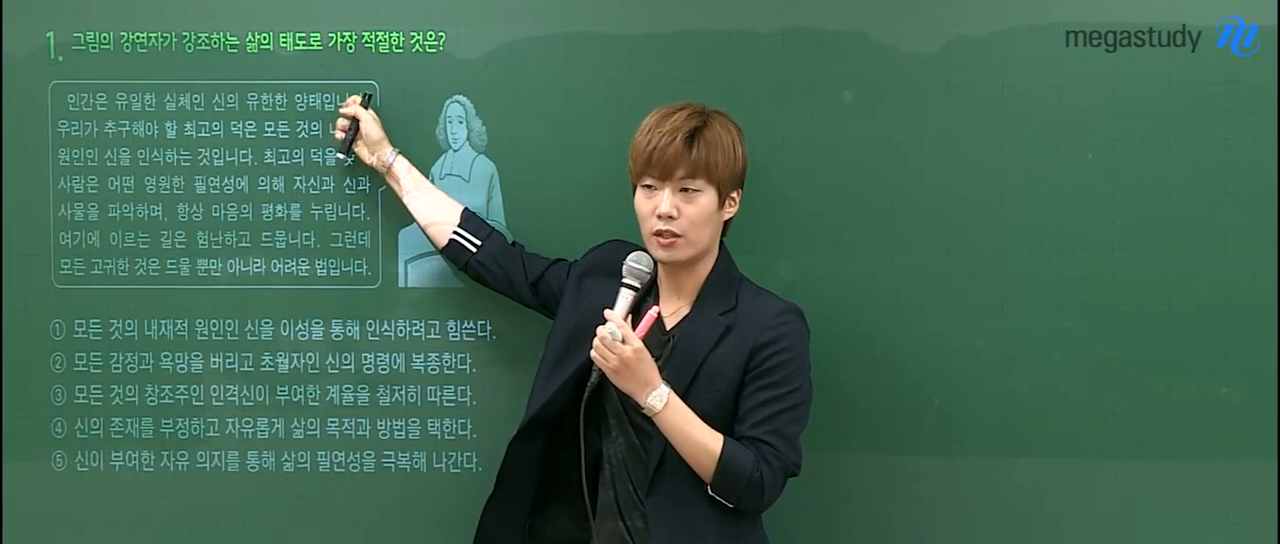 megastudy
1. 그림의 강연자가 강조하는 삶의 태도로 가장 적절한 것은?
인간은 유일한 실체인 신의 유한한 양태입니
우리가 추구해야 할 최고의 덕은 모든 것의
원인인 신을 인식하는 것입니다. 최고의 덕을
사람은 어떤 영원한 필연성에 의해 자신과 신과
사물을 파악하며, 항상 마음의 평화를 누립니다.
여기에 이르는 길은 험난하고 드뭅니다. 그런데
모든 고귀한 것은 드물 뿐만 아니라 어려운 법입니다.
① 모든 것의 내재적 원인인 신을 이성을 통해 인식하려고 힘쓴다.
② 모든 감정과 욕망을 버리고 초월자인 신의 명령에 복종한다.
③ 모든 것의 창조주인 인격신이 부여한 계율을 철저히 따른다.
④ 신의 존재를 부정하고 자유롭게 삶의 목적과 방법을 택한다.
⑤ 신이 부여한 자유 의지를 통해 삶의 필연성을 극복해 나간다.